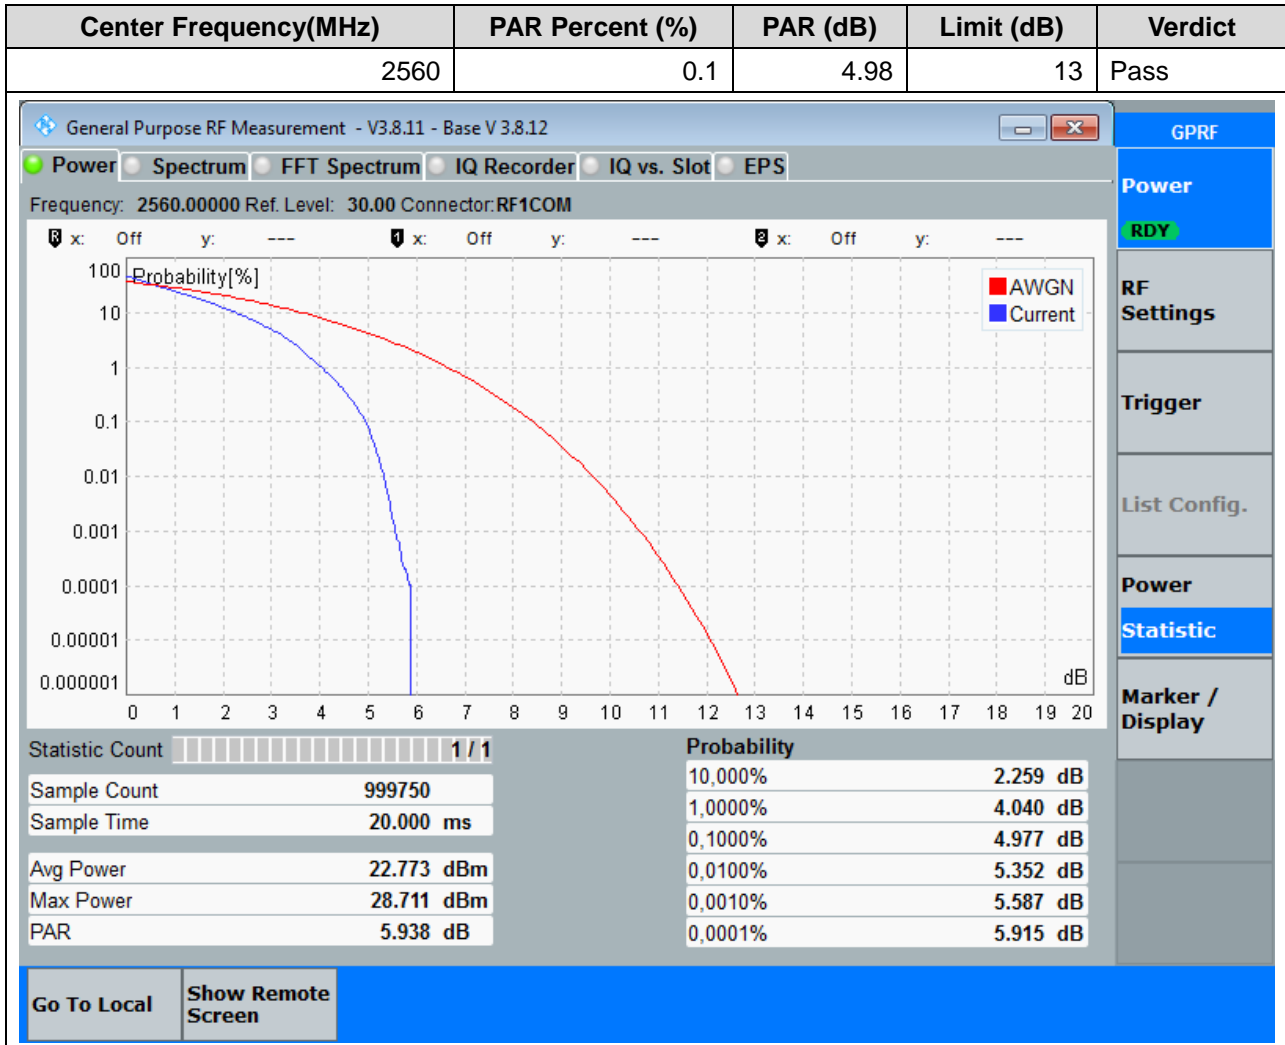 Center Frequency(MHz) PAR Percent (%) PAR (dB) Limit (dB) Verdict
2560 0.1 4.98 13 Pass
General Purpose RF Measurement - V3.8.11 - Base V 3.8.12
GPRF
Power Spectrum FFT Spectrum IQ Recorder IQ vs. Slot EPS
Power
RDY
Frequency: 2560.00000 Ref. Level: 30.00 Connector: RF1COM
R x: Off y: --- 1 x: Off y: --- 2 x: Off y: ---
Probability[%]
AWGN
Current
100
10
1
0.1
0.01
0.001
0.0001
0.00001
0.000001
dB
0 1 2 3 4 5 6 7 8 9 10 11 12 13 14 15 16 17 18 19 20
RF
Settings
Trigger
List Config.
Power
Statistic
Marker /
Display
Statistic Count 1 / 1
Sample Count 999750
Sample Time 20.000 ms
Avg Power 22.773 dBm
Max Power 28.711 dBm
PAR 5.938 dB
Probability
10,000% 2.259 dB
1,0000% 4.040 dB
0,1000% 4.977 dB
0,0100% 5.352 dB
0,0010% 5.587 dB
0,0001% 5.915 dB
Go To Local
Show Remote
Screen